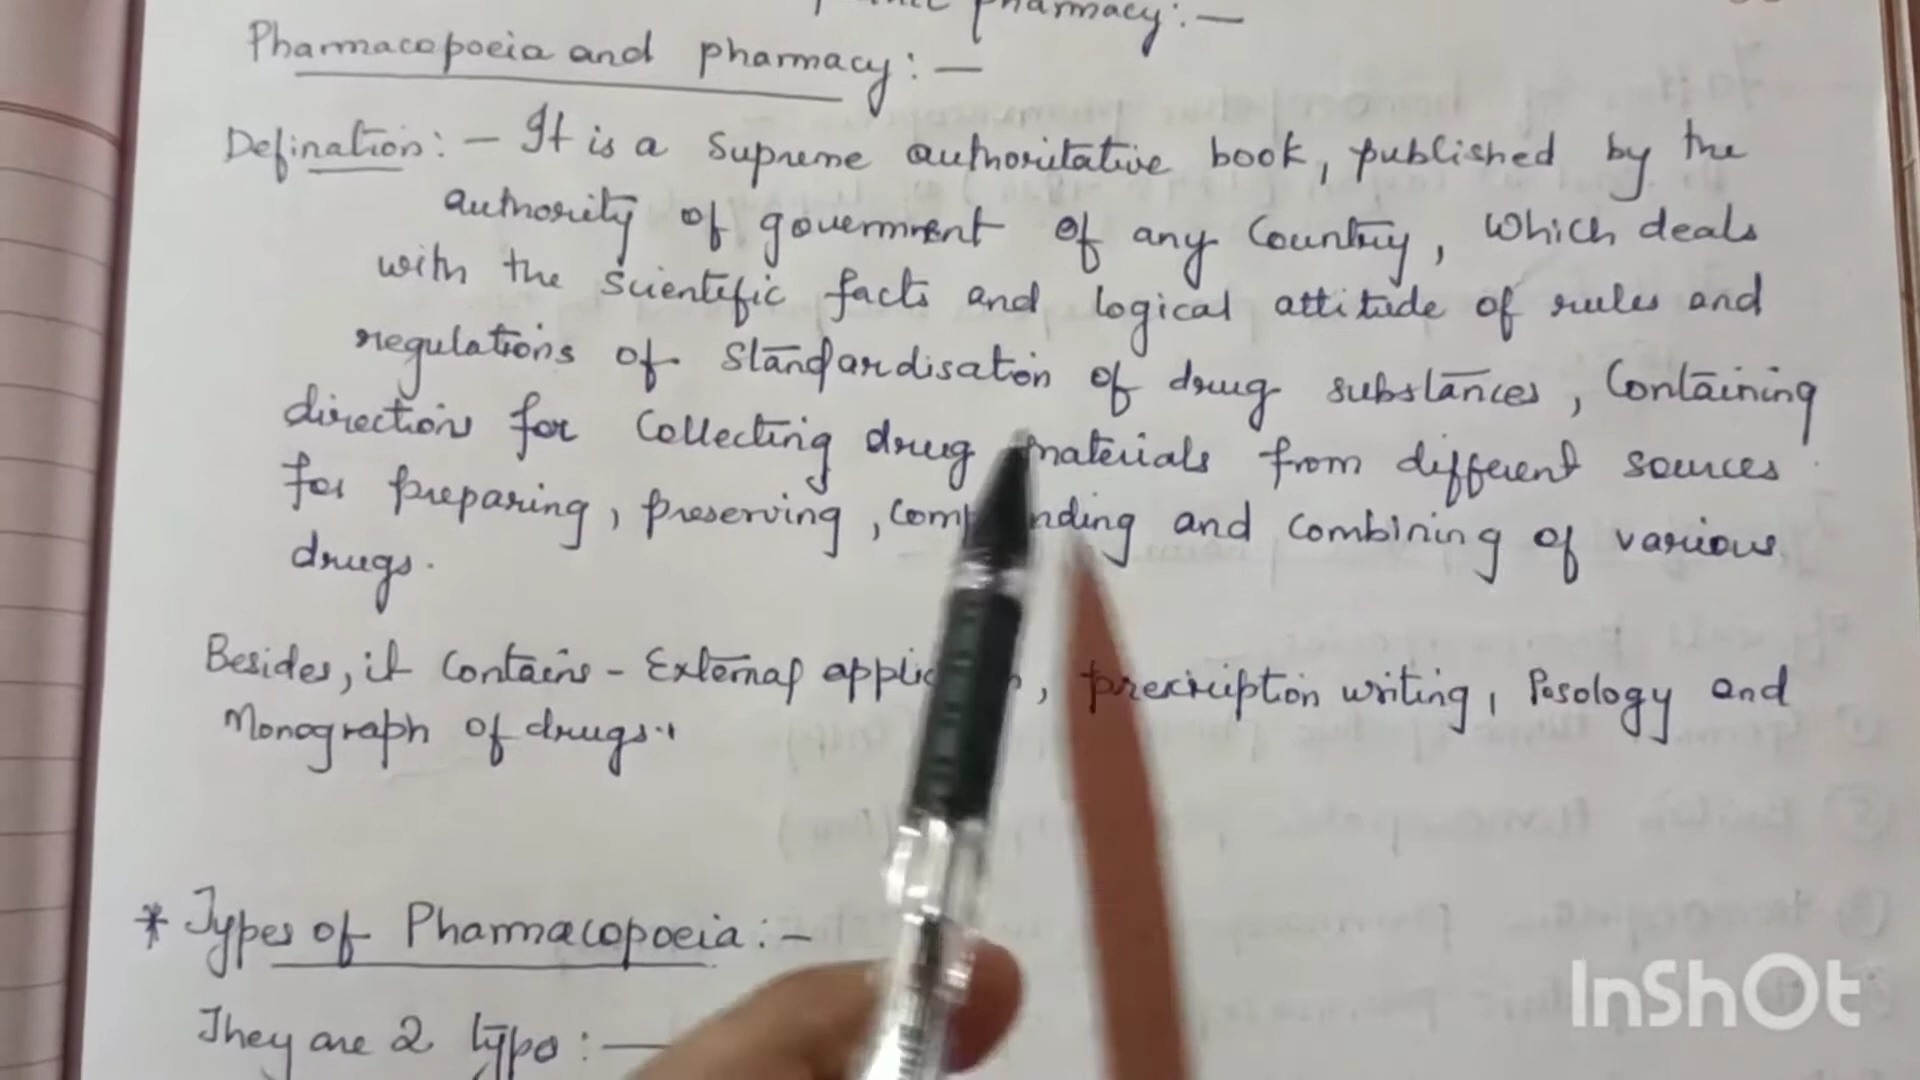 pharmacy:—
Pharmacopoeia and pharmacy:—
Defination:- It is a Supreme authoritative book, published by the
authority of government of any Country, which deals
with the scientific facts and logical attitude of rules and
regulations of Standardisation of drug substances, Containing
direction for Collecting drug materials from different sources
for preparing, preserving, and combining of various
drugs.
Besides, it Contains - External , prescription writing, Posology and
Monograph of drugs.
* Types of Pharmacopoeia:-
They are 2 type:—
InShOt